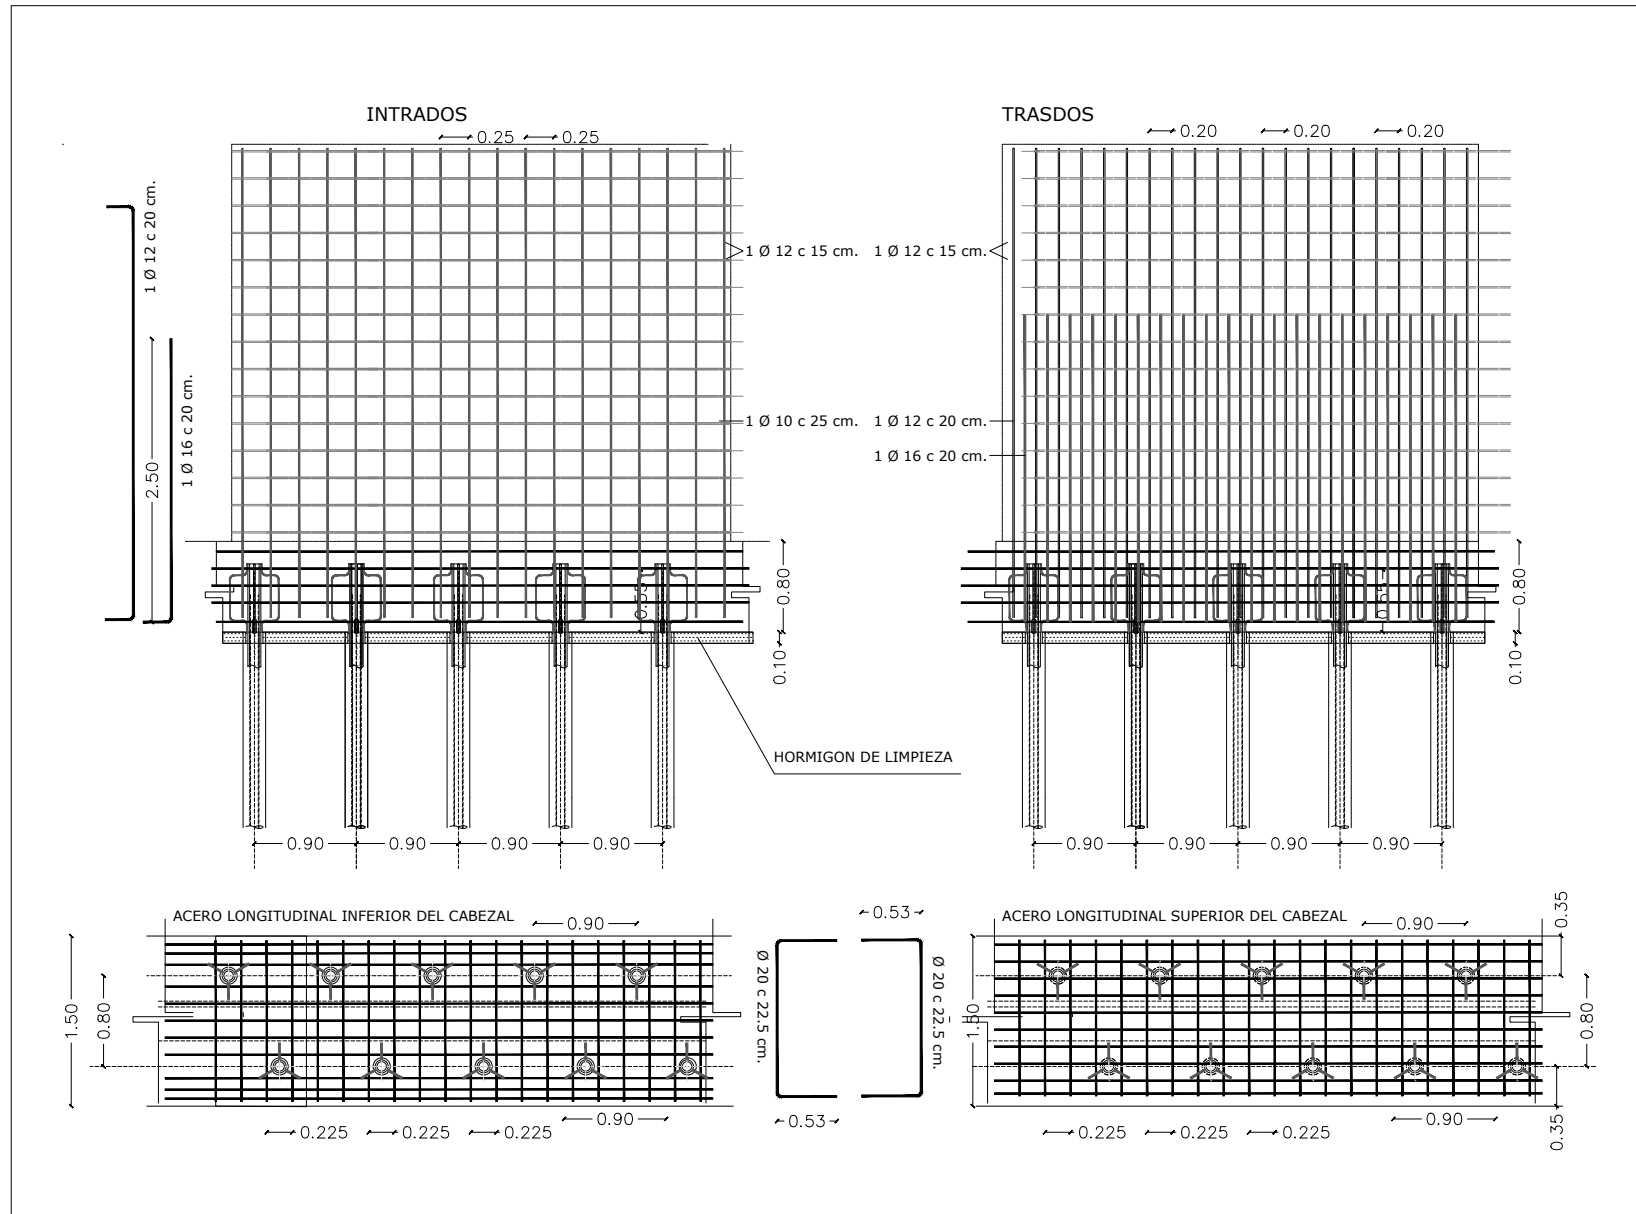 INTRADOS
TRASDOS
0.25
0.25
0.20
0.20
0.20
1 Ø 12 c 20 cm.
1 Ø 16 c 20 cm.
2.50
1 Ø 12 c 15 cm.
1 Ø 12 c 15 cm.
1 Ø 10 c 25 cm.
1 Ø 12 c 20 cm.
1 Ø 16 c 20 cm.
0.80
0.10
0.80
0.10
HORMIGON DE LIMPIEZA
0.90
0.90
0.90
0.90
0.90
0.90
0.90
0.90
ACERO LONGITUDINAL INFERIOR DEL CABEZAL
0.90
0.53
ACERO LONGITUDINAL SUPERIOR DEL CABEZAL
0.90
0.35
1.50
0.80
Ø 20 c 22.5 cm.
Ø 20 c 22.5 cm.
1.50
0.80
0.90
0.53
0.90
0.35
0.225
0.225
0.225
0.225
0.225
0.225